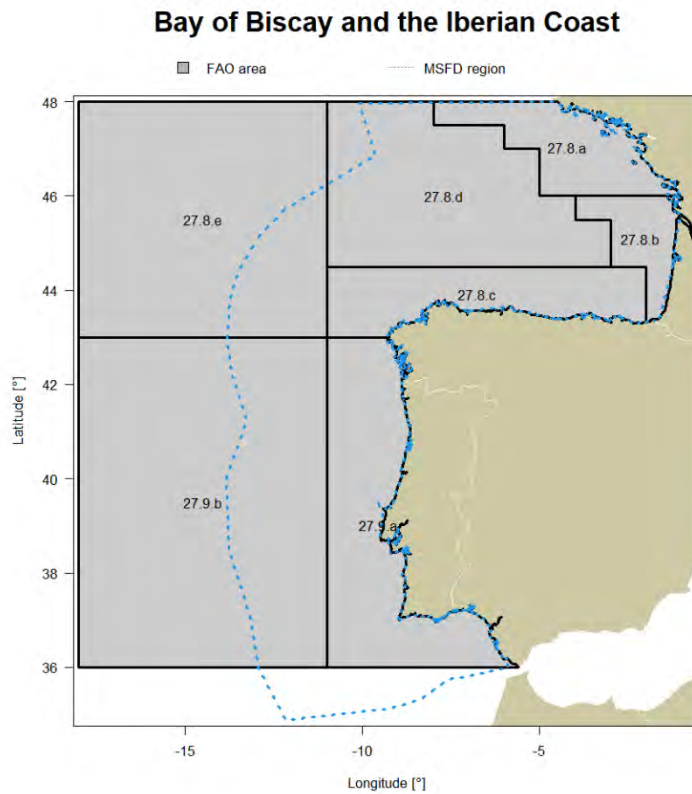 Bay of Biscay and the Iberian Coast
FAO area
MSFD region
48
46
44
42
40
38
36
Latitude [°]
27.8.a
27.8.d
27.8.e
27.8.b
27.8.c
27.9.b
27.9.a
-15
-10
-5
Longitude [°]